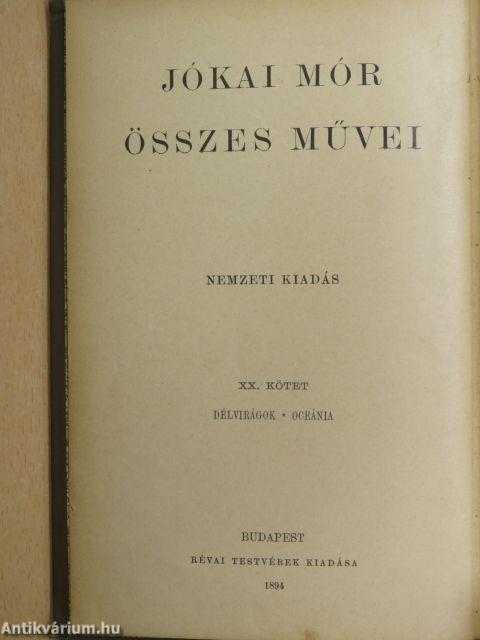 JÓKAI MÓR
ÖSSZES MŰVEI
NEMZETI KIADÁS
XX. KÖTET
DÉLVIRÁGOK * OCEÁNIA
BUDAPEST
RÉVAI TESTVÉREK KIADÁSA
1894
Antikvárium.hu